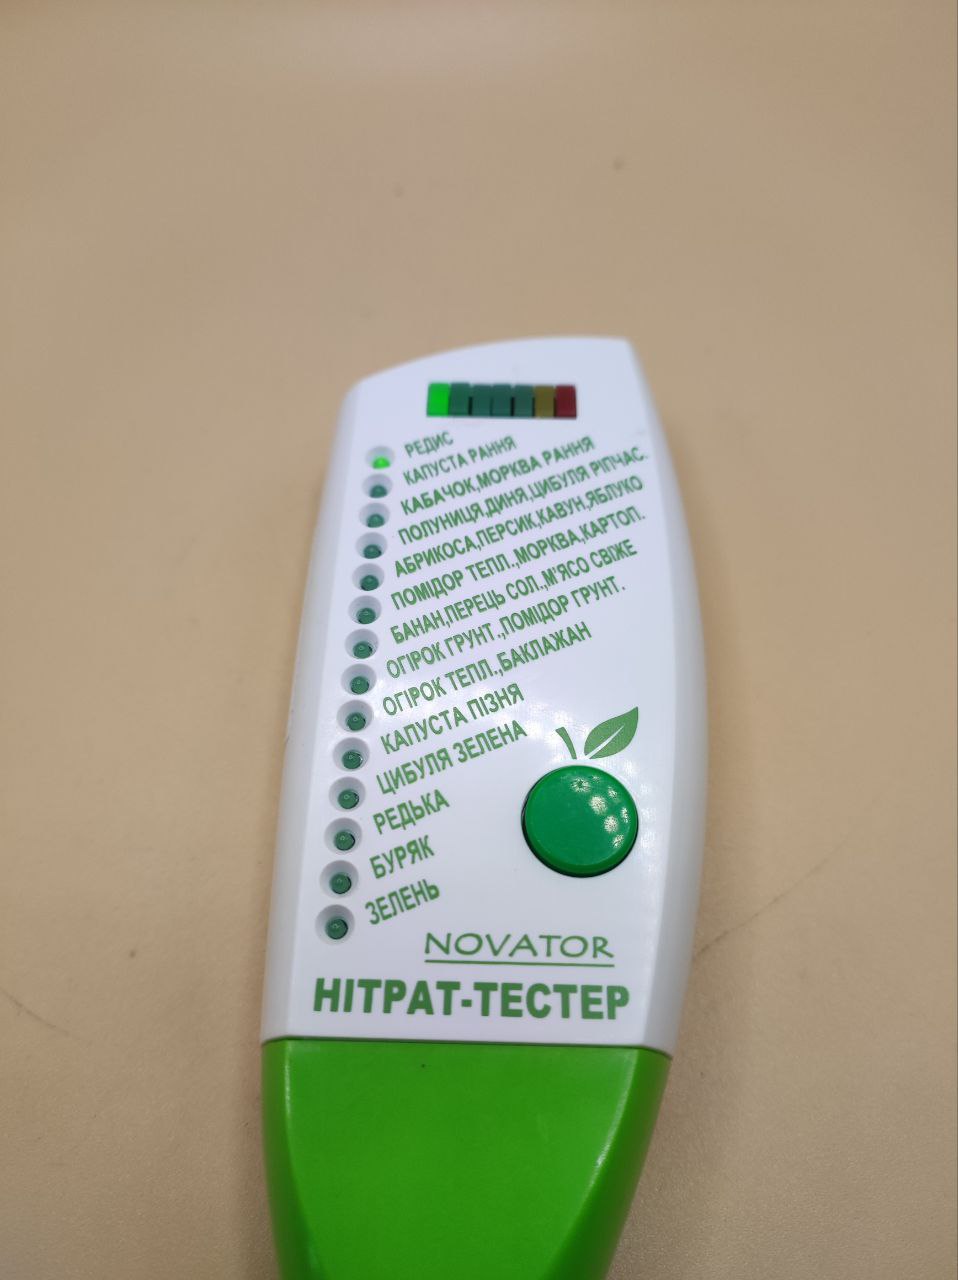 РЕДИС
КАПУСТА РАННЯ
КАБАЧОК,МОРКВА РАННЯ
ПОЛУНИЦЯ,ДИНЯ,ЦИБУЛЯ РІПЧАС.
АБРИКОСА,ПЕРСИК,КАВУН,ЯБЛУКО
ПОМІДОР ТЕПЛ.,МОРКВА,КАРТОП.
БАНАН,ПЕРЕЦЬ СОЛ.,М'ЯСО СВІЖЕ
ОГІРОК ГРУНТ.,ПОМІДОР ГРУНТ.
ОГІРОК ТЕПЛ.,БАКЛАЖАН
КАПУСТА ПІЗНЯ
ЦИБУЛЯ ЗЕЛЕНА
РЕДЬКА
БУРЯК
ЗЕЛЕНЬ
NOVATOR
НІТРАТ-ТЕСТЕР